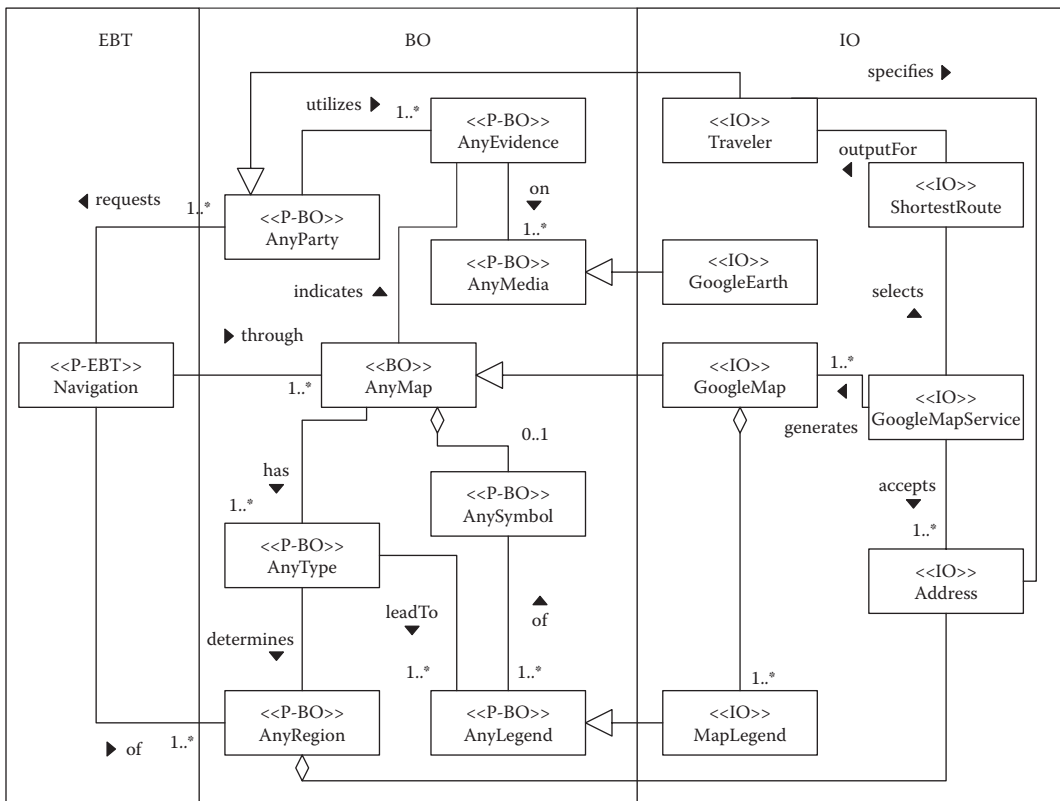 EBT
BO
IO
specifies
utilizes
1..*
<<P-BO>>
AnyEvidence
<<IO>>
Traveler
outputFor
on
<<IO>>
ShortestRoute
requests
1..*
<<P-BO>>
AnyParty
1..*
<<P-BO>>
AnyMedia
<<IO>>
GoogleEarth
indicates
selects
through
<<P-EBT>>
Navigation
1..*
<<BO>>
AnyMap
<<IO>>
GoogleMap
1..*
generates
<<IO>>
GoogleMapService
0..1
has
1..*
<<P-BO>>
AnySymbol
accepts
1..*
<<P-BO>>
AnyType
<<IO>>
Address
leadTo
of
determines
1..*
1..*
1..*
<<P-BO>>
AnyRegion
<<P-BO>>
AnyLegend
<<IO>>
MapLegend
of
1..*